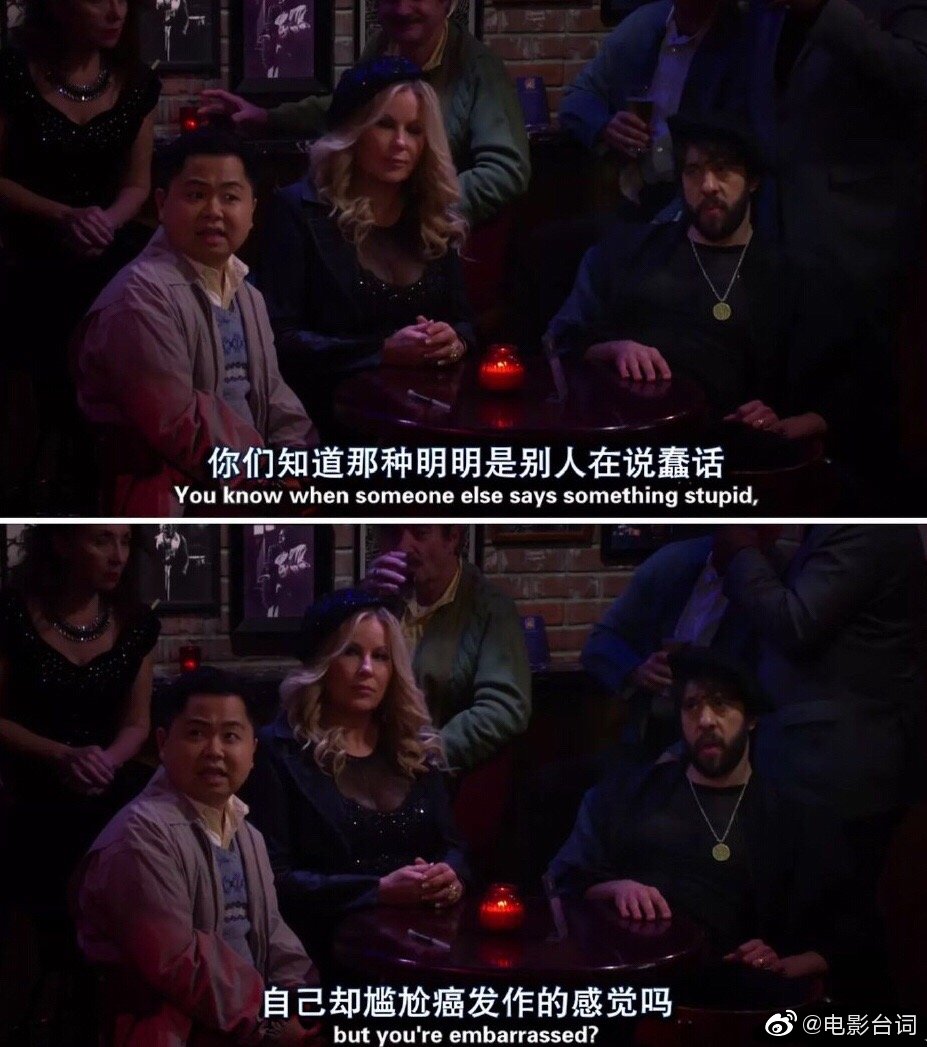 你们知道那种明明是别人在说蠢话
You know when someone else says something stupid,
自己却尴尬癌发作的感觉吗
but you're embarrassed?
@电影台词